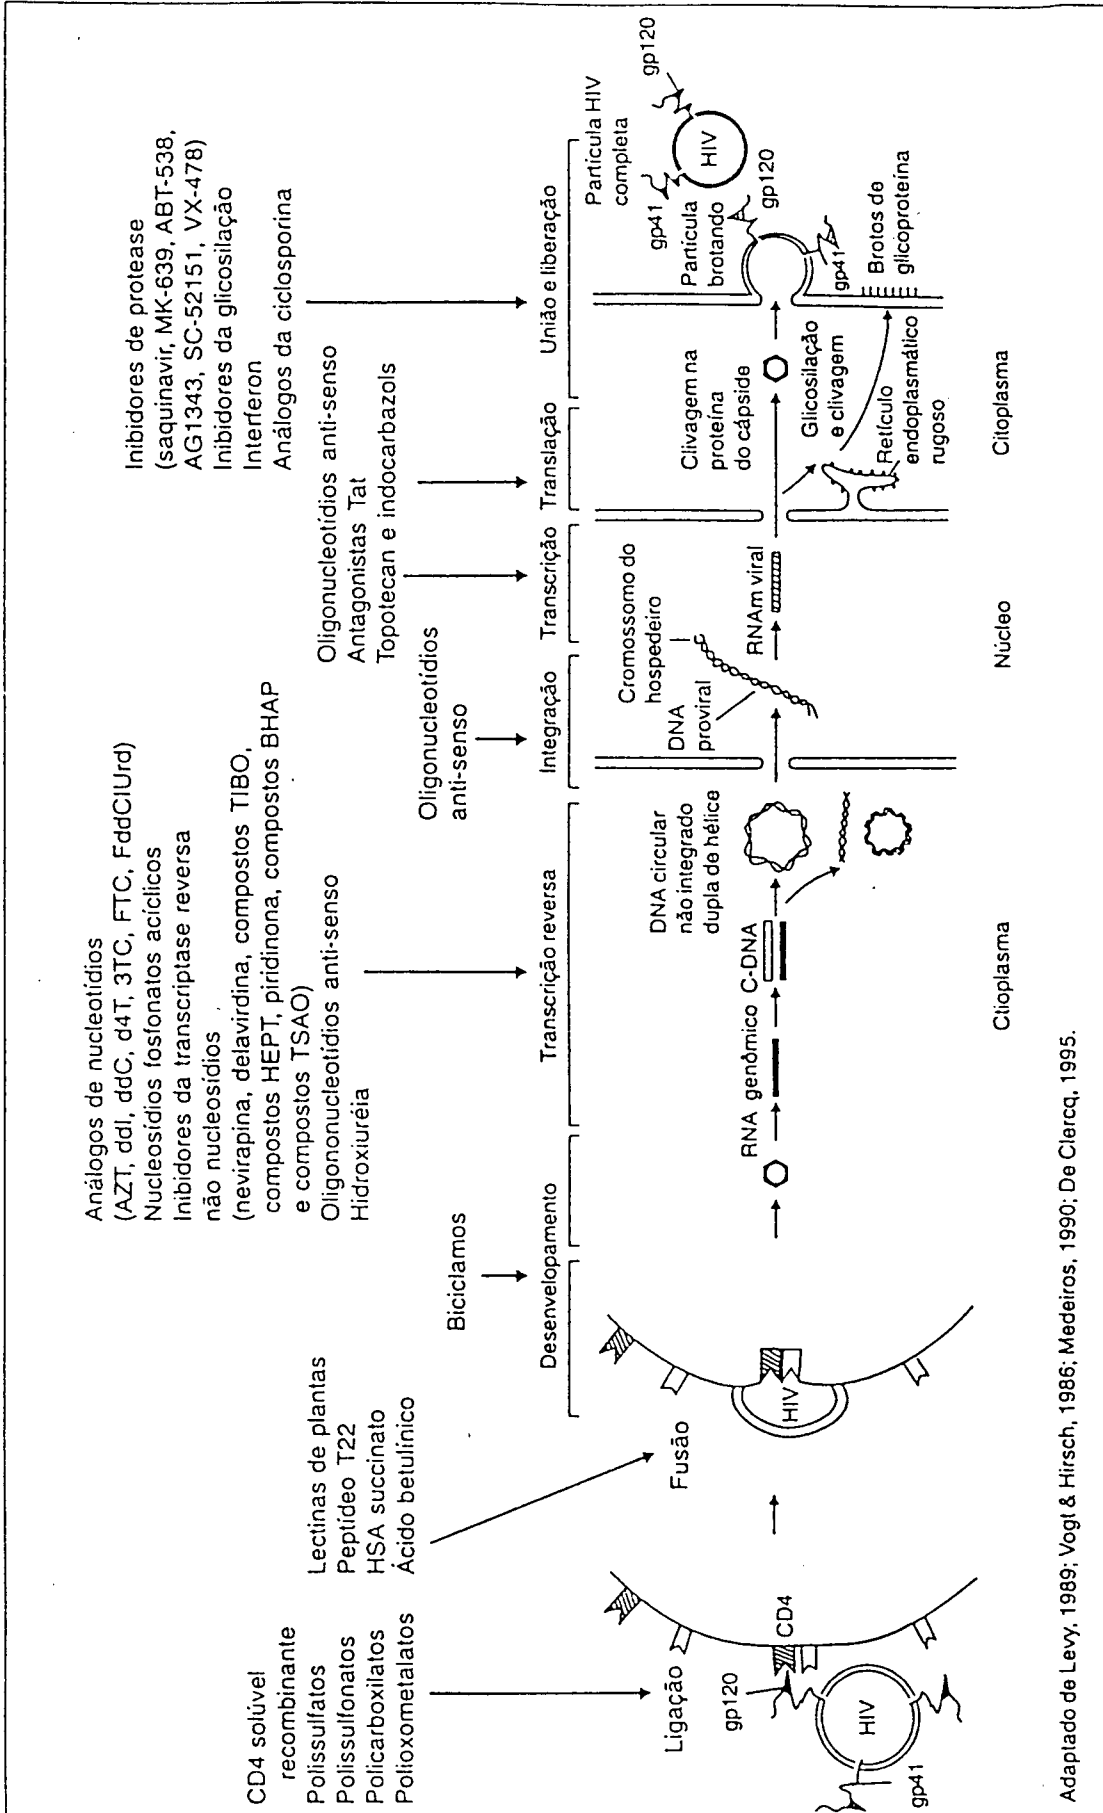 CD4 solúvel
recombinante
Polissulfatos
Polissulfonatos
Policarboxilatos
Polioxometalatos
Lectinas de plantas
Peptídeo T22
HSA succinato
Ácido betulínico
Biciclamos
Análogos de nucleotídios
(AZT, ddI, ddC, d4T, 3TC, FTC, FddClUrd)
Nucleosídios fosfonatos acíclicos
Inibidores da transcriptase reversa
não nucleosídios
(nevirapina, delavirdina, compostos TIBO,
compostos HEPT, piridinona, compostos BHAP
e compostos TSAO)
Oligononucleotídios anti-senso
Hidroxiuréia
Oligonucleotídios
anti-senso
Oligonucleotídios anti-senso
Antagonistas Tat
Topotecan e indocarbazols
Inibidores de protease
(saquinavir, MK-639, ABT-538,
AG1343, SC-52151, VX-478)
Inibidores da glicosilação
Interferon
Análogos da ciclosporina
Desenvelopamento
Transcrição reversa
Integração
Transcrição
Translação
União e liberação
Ligação
gp120
CD4
HIV
gp41
Fusão
HIV
RNA genômico C-DNA
DNA circular
não integrado
dupla de hélice
Cromossomo do
hospedeiro
DNA
proviral
RNAm viral
Clivagem na
proteína
do cápside
Glicosilação
e clivagem
Retículo
endoplasmático
rugoso
Partícula
brotando
gp120
gp41
Brotos de
glicoproteína
Partícula HIV
completa
gp41
HIV
gp120
Ctioplasma
Núcleo
Citoplasma
Adaptado de Levy, 1989; Vogt & Hirsch, 1986; Medeiros, 1990; De Clercq, 1995.